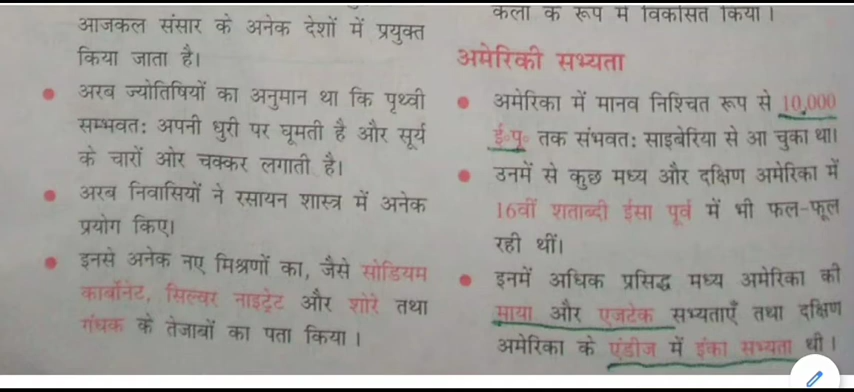 आजकल संसार के अनेक देशों में प्रयुक्त
किया जाता है।
• अरब ज्योतिषियों का अनुमान था कि पृथ्वी
सम्भवतः अपनी धुरी पर घूमती है और सूर्य
के चारों ओर चक्कर लगाती है।
• अरब निवासियों ने रसायन शास्त्र में अनेक
प्रयोग किए।
• इनसे अनेक नए मिश्रणों का, जैसे सोडियम
कार्बोनेट, सिल्वर नाइट्रेट और शोरे तथा
गंधक के तेजाबों का पता किया।
कला के रूप में विकसित किया।
अमेरिकी सभ्यता
• अमेरिका में मानव निश्चित रूप से 10,000
ई॰पू॰ तक संभवतः साइबेरिया से आ चुका था।
• उनमें से कुछ मध्य और दक्षिण अमेरिका में
16वीं शताब्दी ईसा पूर्व में भी फल-फूल
रही थीं।
• इनमें अधिक प्रसिद्ध मध्य अमेरिका की
माया और एजटेक सभ्यताएँ तथा दक्षिण
अमेरिका के एंडीज में इंका सभ्यता थी।